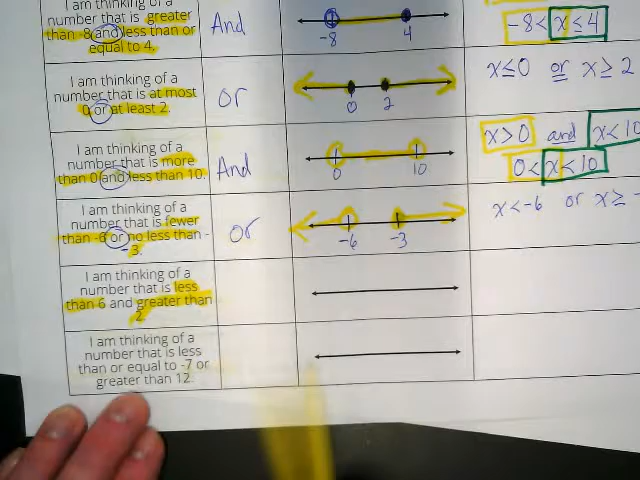 I am thinking of a
number that is greater
than -8 and less than or
equal to 4.
And
-8
4
-8 < x ≤ 4
I am thinking of a
number that is at most
0 or at least 2.
or
0
2
x ≤ 0 or x ≥ 2
I am thinking of a
number that is more
than 0 and less than 10.
And
0
10
x > 0 and x < 10
0 < x < 10
I am thinking of a
number that is fewer
than -6 or no less than -
3.
or
-6
-3
x < -6 or x ≥ -
I am thinking of a
number that is less
than 6 and greater than
2
I am thinking of a
number that is less
than or equal to -7 or
greater than 12.